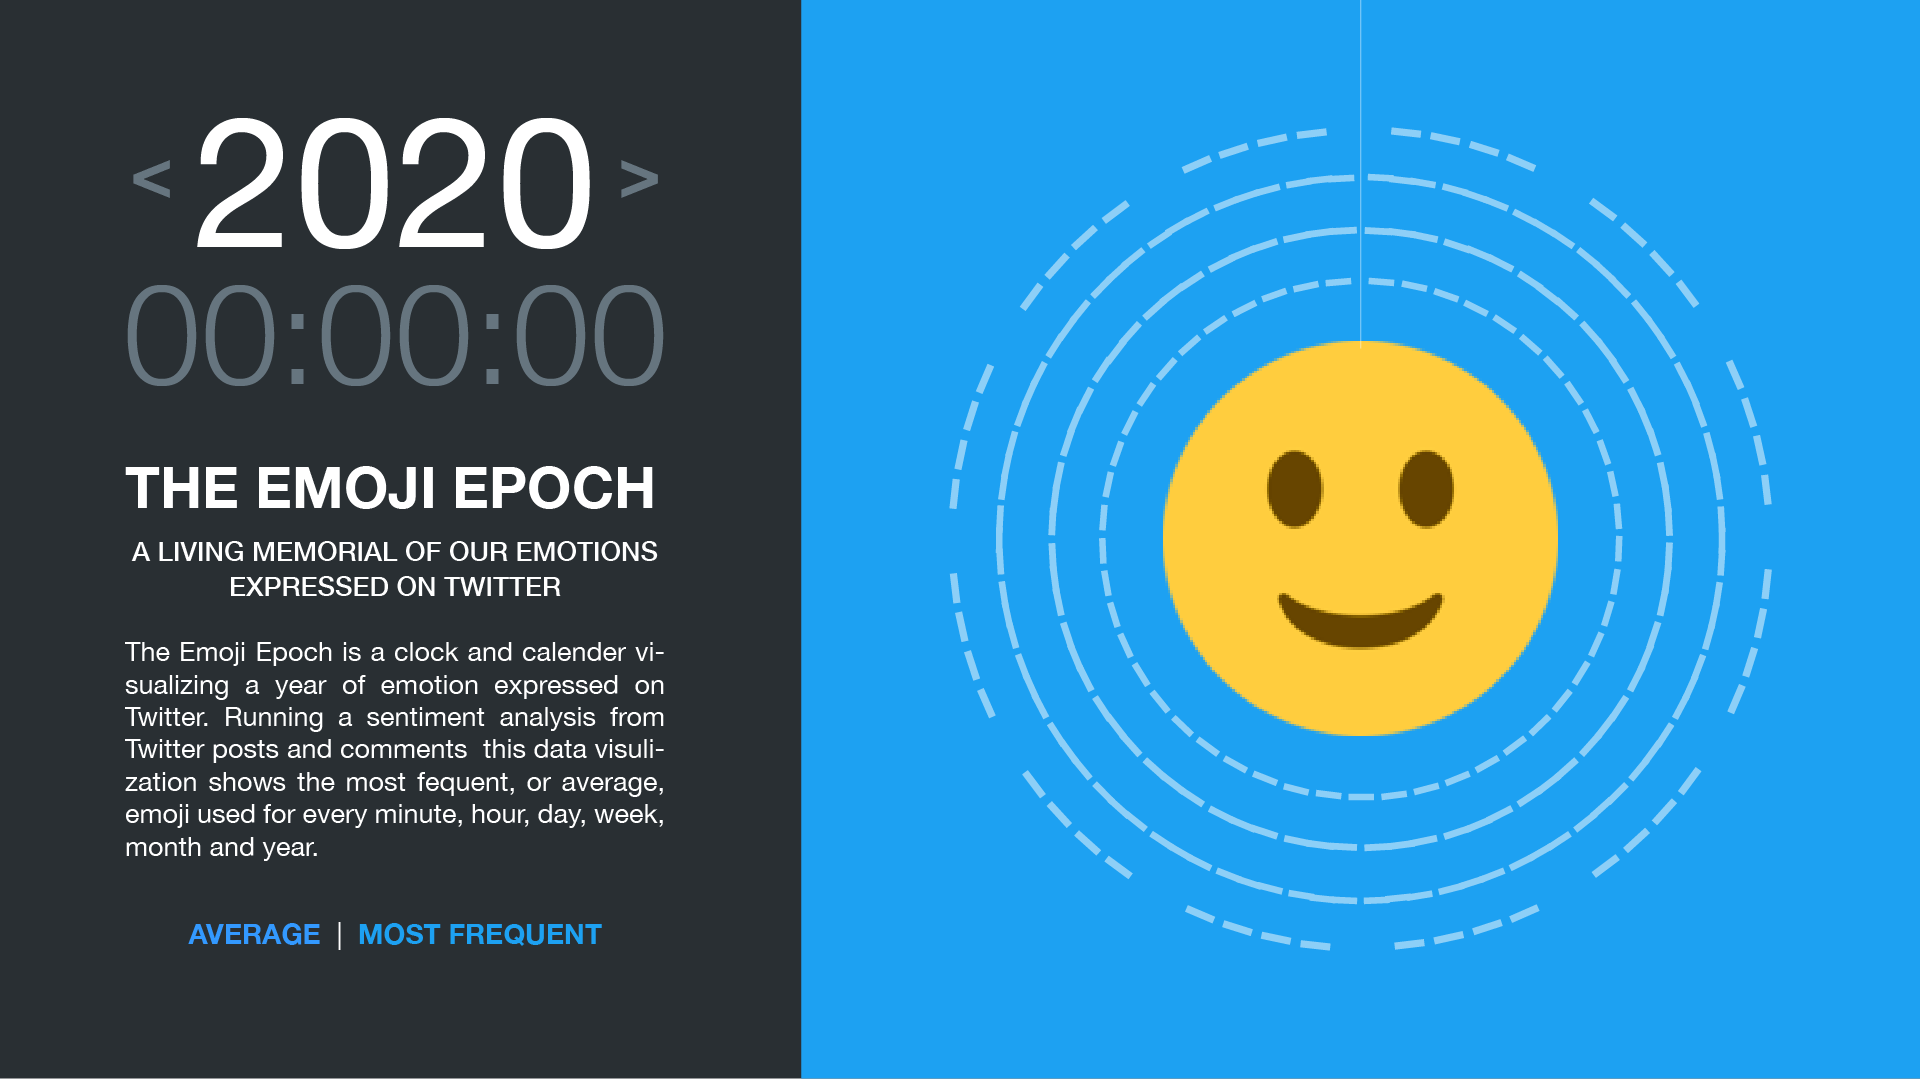 < 2020 >
00:00:00
THE EMOJI EPOCH
A LIVING MEMORIAL OF OUR EMOTIONS
EXPRESSED ON TWITTER
The Emoji Epoch is a clock and calender vi-
sualizing a year of emotion expressed on
Twitter. Running a sentiment analysis from
Twitter posts and comments  this data visuli-
zation shows the most fequent, or average,
emoji used for every minute, hour, day, week,
month and year.
AVERAGE | MOST FREQUENT